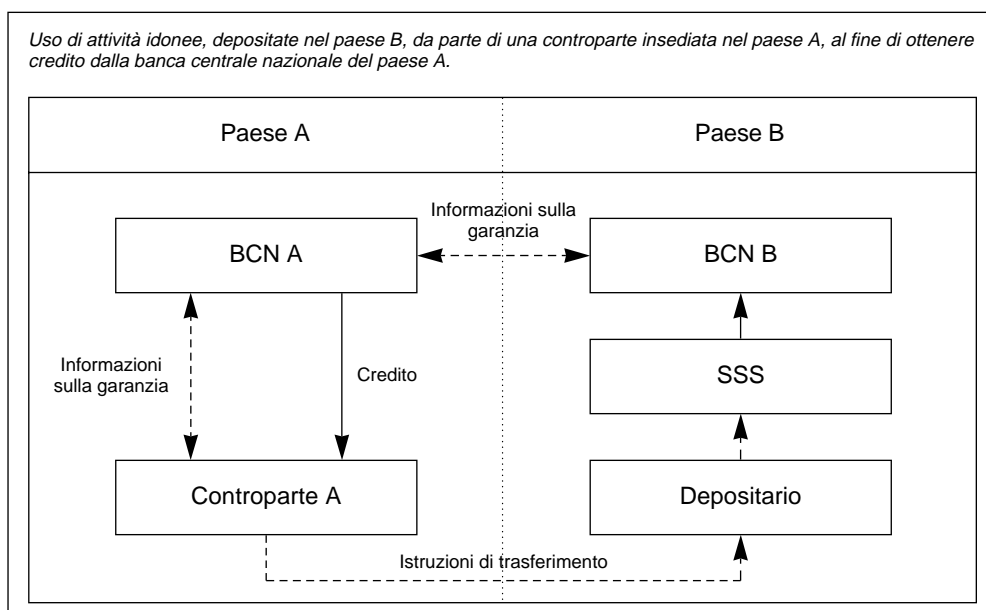 Uso di attività idonee, depositate nel paese B, da parte di una controparte insediata nel paese A, al fine di ottenere
credito dalla banca centrale nazionale del paese A.
Paese A
Paese B
Informazioni sulla
garanzia
BCN A
BCN B
Informazioni
sulla garanzia
Credito
SSS
Controparte A
Depositario
Istruzioni di trasferimento